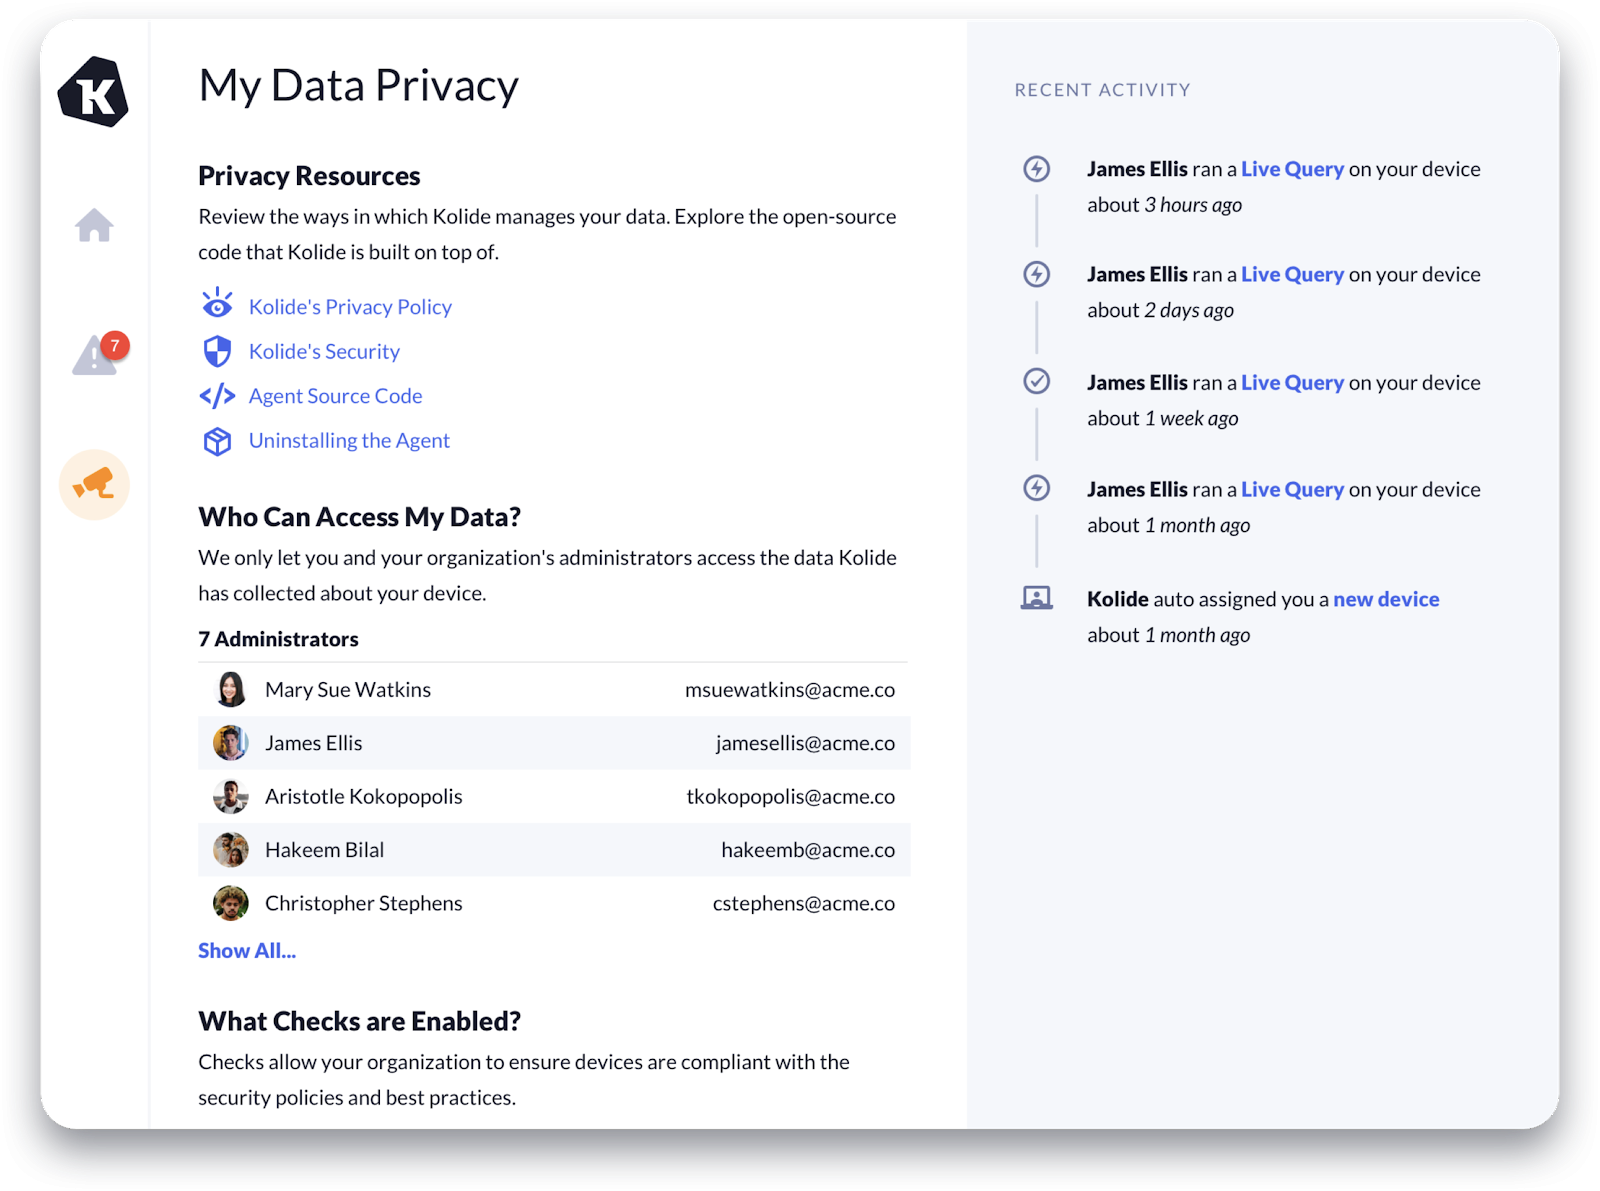 K
My Data Privacy
Privacy Resources
Review the ways in which Kolide manages your data. Explore the open-source
code that Kolide is built on top of.
Kolide's Privacy Policy
Kolide's Security
</> Agent Source Code
Uninstalling the Agent
7
Who Can Access My Data?
We only let you and your organization's administrators access the data Kolide
has collected about your device.
7 Administrators
Mary Sue Watkins msuewatkins@acme.co
James Ellis jamesellis@acme.co
Aristotle Kokopopolis tkokopopolis@acme.co
Hakeem Bilal hakeemb@acme.co
Christopher Stephens cstephens@acme.co
Show All...
What Checks are Enabled?
Checks allow your organization to ensure devices are compliant with the
security policies and best practices.
RECENT ACTIVITY
James Ellis ran a Live Query on your device
about 3 hours ago
James Ellis ran a Live Query on your device
about 2 days ago
James Ellis ran a Live Query on your device
about 1 week ago
James Ellis ran a Live Query on your device
about 1 month ago
Kolide auto assigned you a new device
about 1 month ago